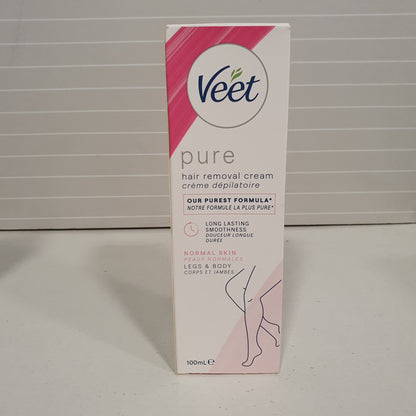 Veet
pure
hair removal cream
crème dépilatoire
OUR PUREST FORMULA*
NOTRE FORMULE LA PLUS PURE*
LONG LASTING
SMOOTHNESS
DOUCEUR LONGUE
DURÉE
NORMAL SKIN
PEAUX NORMALES
LEGS & BODY
CORPS ET JAMBES
100mL℮